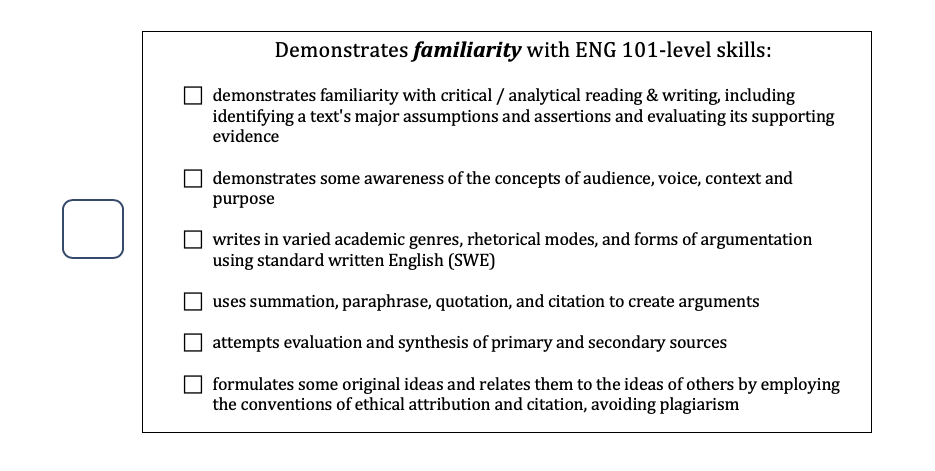 Demonstrates familiarity with ENG 101-level skills:
demonstrates familiarity with critical / analytical reading & writing, including
identifying a text's major assumptions and assertions and evaluating its supporting
evidence
demonstrates some awareness of the concepts of audience, voice, context and
purpose
writes in varied academic genres, rhetorical modes, and forms of argumentation
using standard written English (SWE)
uses summation, paraphrase, quotation, and citation to create arguments
attempts evaluation and synthesis of primary and secondary sources
formulates some original ideas and relates them to the ideas of others by employing
the conventions of ethical attribution and citation, avoiding plagiarism